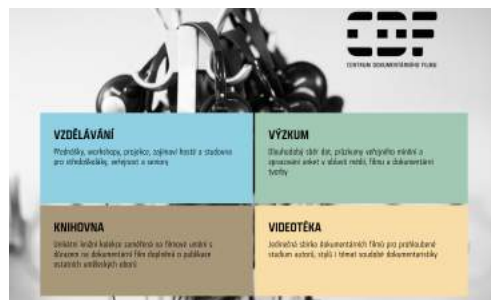 CDF
CENTRUM DOKUMENTÁRNÍHO FILMU
VZDĚLÁVÁNÍ
Přednášky, workshopy, projekce, zajímaví hosté a studovna
pro středoškoláky, veřejnost a seniory
VÝZKUM
Dlouhodobý sběr dat, průzkumy veřejného mínění a
zpracování anket v oblasti médií, filmu a dokumentární
tvorby
KNIHOVNA
Unikátní knižní kolekce zaměřená na filmové umění s
důrazem na dokumentární film doplněná o publikace
ostatních uměleckých oborů
VIDEOTÉKA
Jedinečná sbírka dokumentárních filmů pro prohloubené
studium autorů, stylů i témat soudobé dokumentaristiky